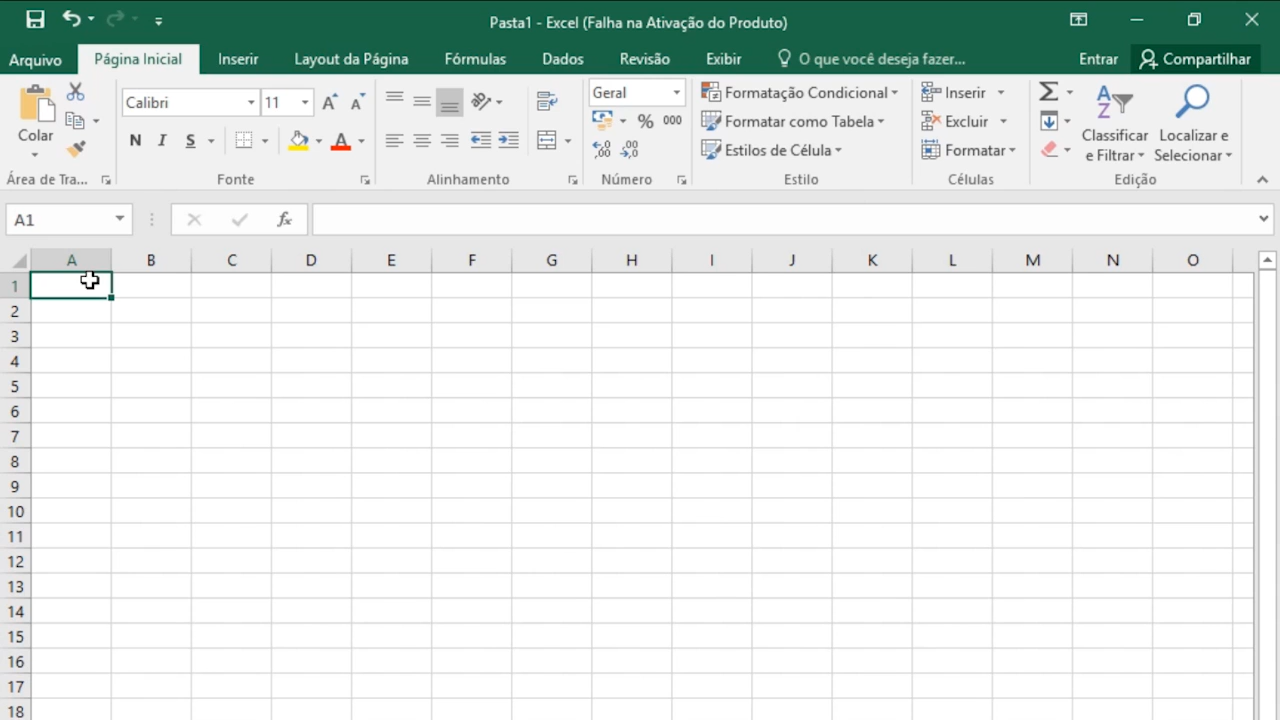 Pasta1 - Excel (Falha na Ativação do Produto)
Arquivo Página Inicial Inserir Layout da Página Fórmulas Dados Revisão Exibir O que você deseja fazer... Entrar Compartilhar
Colar
Área de Tra...
Calibri 11
N I S A
Fonte
Alinhamento
Geral
% 000
,00 ,00
Número
Formatação Condicional
Formatar como Tabela
Estilos de Célula
Estilo
Inserir
Excluir
Formatar
Células
Σ
Classificar e Filtrar
Localizar e Selecionar
Edição
A1 fx
A B C D E F G H I J K L M N O
1
2
3
4
5
6
7
8
9
10
11
12
13
14
15
16
17
18